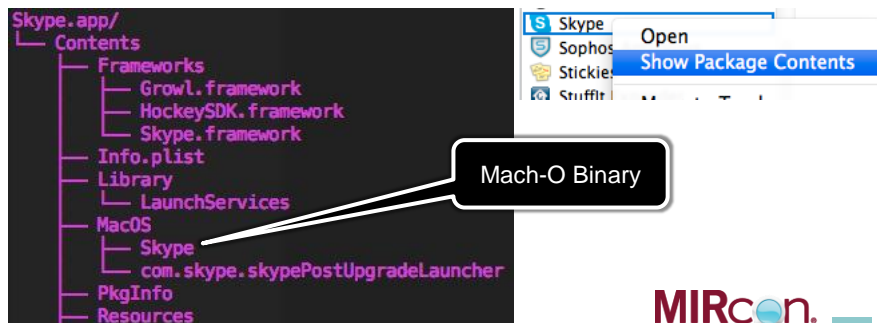 Skype.app/
└── Contents
├── Frameworks
├── Growl.framework
├── HockeySDK.framework
└── Skype.framework
├── Info.plist
├── Library
└── LaunchServices
├── MacOS
├── Skype
└── com.skype.skypePostUpgradeLauncher
├── PkgInfo
├── Resources
Skype
Sophos
Stickies
StuffIt
Open
Show Package Contents
Mach-O Binary
MIRcon.